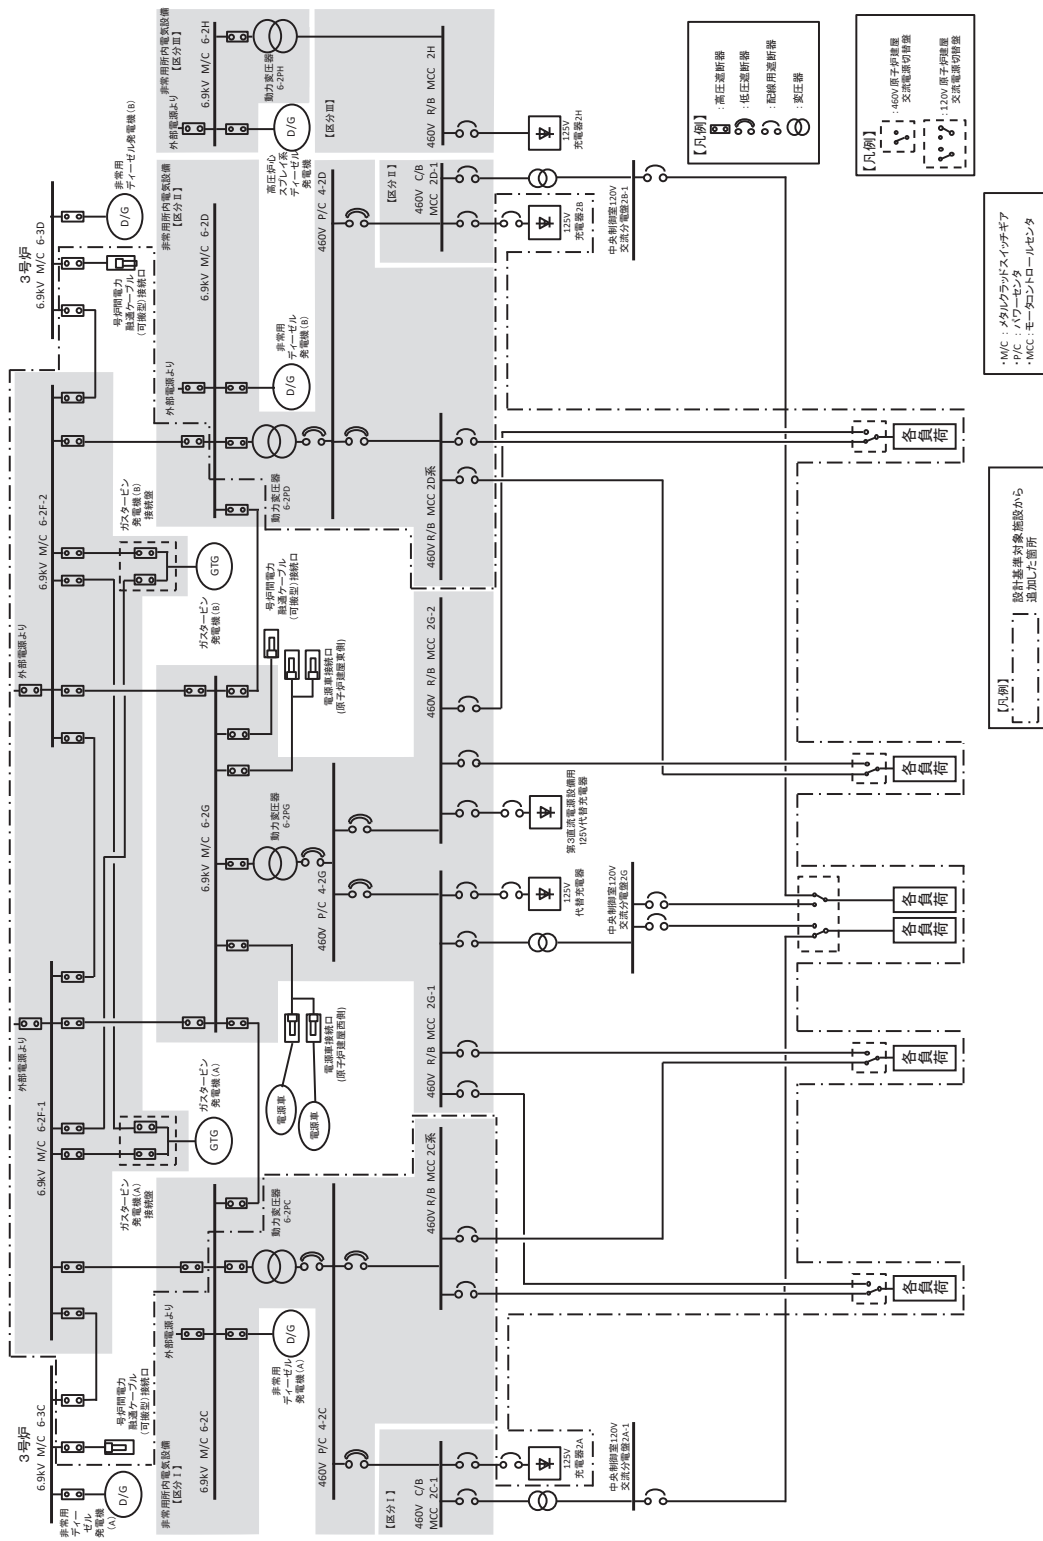 3号炉
6.9kV M/C 6-3C
非常用
ディー
ゼル
発電機
(A)
D/G
号炉間電力
融通ケーブル
(可搬型)接続口
6.9kV M/C 6-2F-1
外部電源より
ガスタービン
発電機(A)
接続盤
ガスタービン
発電機(A)
GTG
外部電源より
6.9kV M/C 6-2F-2
ガスタービン
発電機(B)
接続盤
ガスタービン
発電機(B)
GTG
3号炉
6.9kV M/C 6-3D
号炉間電力
融通ケーブル
(可搬型)接続口
非常用
ディーゼル発電機(B)
D/G
非常用所内電気設備
【区分Ⅰ】
6.9kV M/C 6-2C
外部電源より
非常用
ディーゼル
発電機(A)
D/G
動力変圧器
6-2PC
460V P/C 4-2C
電源車
電源車
電源車接続口
(原子炉建屋西側)
6.9kV M/C 6-2G
動力変圧器
6-2PG
460V P/C 4-2G
電源車接続口
(原子炉建屋東側)
号炉間電力
融通ケーブル
(可搬型)接続口
動力変圧器
6-2PD
外部電源より
非常用
ディーゼル
発電機(B)
D/G
非常用所内電気設備
【区分Ⅱ】
6.9kV M/C 6-2D
460V P/C 4-2D
外部電源より
非常用所内電気設備
【区分Ⅲ】
6.9kV M/C 6-2H
高圧炉心
スプレイ系
ディーゼル
発電機
D/G
動力変圧器
6-2PH
【区分Ⅰ】
460V C/B
MCC 2C-1
460V R/B MCC 2C系
460V R/B MCC 2G-1
460V R/B MCC 2G-2
460V R/B MCC 2D系
【区分Ⅱ】
460V C/B
MCC 2D-1
【区分Ⅲ】
460V R/B MCC 2H
125V
充電器2A
125V
代替充電器
第3直流電源設備用
125V代替充電器
125V
充電器2B
125V
充電器2H
中央制御室120V
交流分電盤2A-1
中央制御室120V
交流分電盤2G
中央制御室120V
交流分電盤2B-1
各負荷
各負荷
各負荷
各負荷
各負荷
各負荷
【凡例】
:高圧遮断器
:低圧遮断器
:配線用遮断器
:変圧器
【凡例】
:460V原子炉建屋
交流電源切替盤
:120V原子炉建屋
交流電源切替盤
・M/C :メタルクラッドスイッチギア
・P/C :パワーセンタ
・MCC :モータコントロールセンタ
【凡例】
設計基準対象施設から
追加した箇所